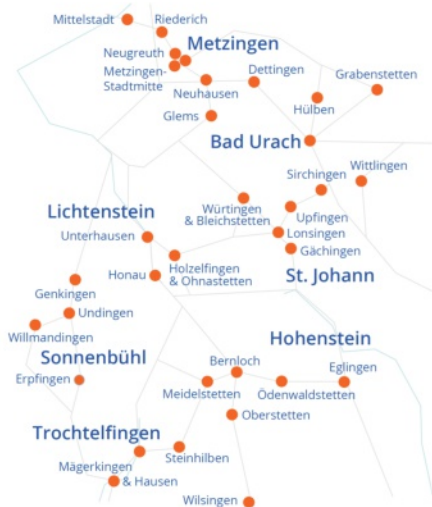 Mittelstadt
Riederich
Neugreuth
Metzingen
Metzingen-
Stadtmitte
Neuhausen
Dettingen
Grabenstetten
Hülben
Glems
Bad Urach
Sirchingen
Wittlingen
Würtingen
& Bleichstetten
Upfingen
Lonsingen
Gächingen
St. Johann
Lichtenstein
Unterhausen
Honau
Holzelfingen
& Ohnastetten
Genkingen
Undingen
Willmandingen
Sonnenbühl
Erpfingen
Hohenstein
Bernloch
Eglingen
Meidelstetten
Ödenwaldstetten
Oberstetten
Trochtelfingen
Steinhilben
Mägerkingen
& Hausen
Wilsingen